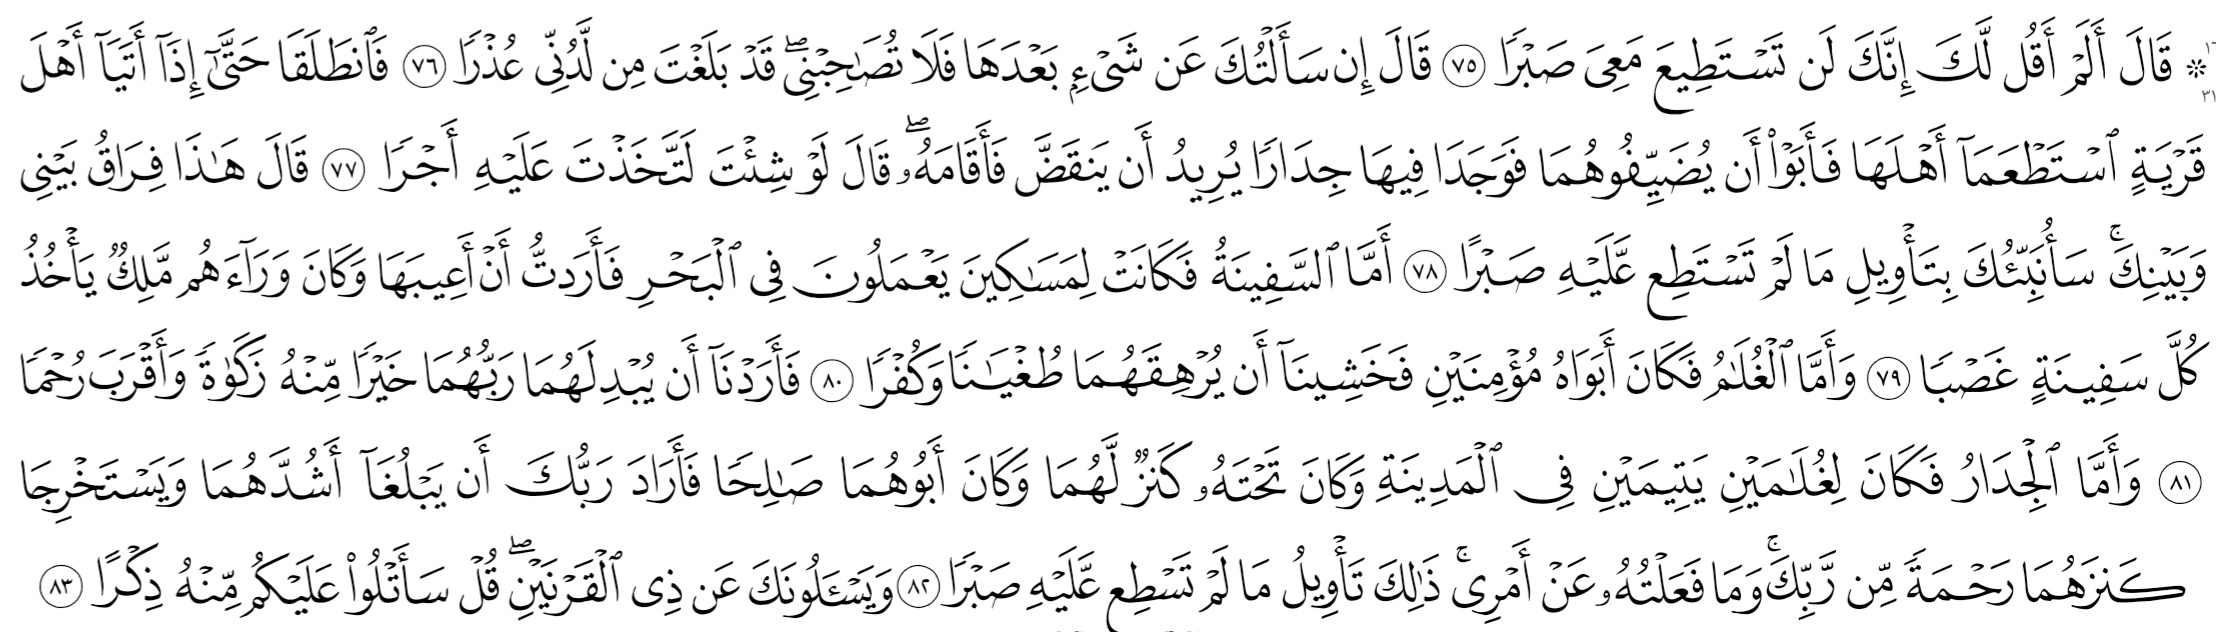 ۞ قَالَ أَلَمْ أَقُل لَّكَ إِنَّكَ لَن تَسْتَطِيعَ مَعِىَ صَبْرًا ٧٥ قَالَ إِن سَأَلْتُكَ عَن شَىْءٍۭ بَعْدَهَا فَلَا تُصَٰحِبْنِىۖ قَدْ بَلَغْتَ مِن لَّدُنِّى عُذْرًا ٧٦ فَٱنطَلَقَا حَتَّىٰٓ إِذَآ أَتَيَآ أَهْلَ
قَرْيَةٍ ٱسْتَطْعَمَآ أَهْلَهَا فَأَبَوْا۟ أَن يُضَيِّفُوهُمَا فَوَجَدَا فِيهَا جِدَارًا يُرِيدُ أَن يَنقَضَّ فَأَقَامَهُۥۖ قَالَ لَوْ شِئْتَ لَتَّخَذْتَ عَلَيْهِ أَجْرًا ٧٧ قَالَ هَٰذَا فِرَاقُ بَيْنِى
وَبَيْنِكَۚ سَأُنَبِّئُكَ بِتَأْوِيلِ مَا لَمْ تَسْتَطِع عَّلَيْهِ صَبْرًا ٧٨ أَمَّا ٱلسَّفِينَةُ فَكَانَتْ لِمَسَٰكِينَ يَعْمَلُونَ فِى ٱلْبَحْرِ فَأَرَدتُّ أَنْ أَعِيبَهَا وَكَانَ وَرَآءَهُم مَّلِكٌ يَأْخُذُ
كُلَّ سَفِينَةٍ غَصْبًا ٧٩ وَأَمَّا ٱلْغُلَٰمُ فَكَانَ أَبَوَاهُ مُؤْمِنَيْنِ فَخَشِينَآ أَن يُرْهِقَهُمَا طُغْيَٰنًا وَكُفْرًا ٨٠ فَأَرَدْنَآ أَن يُبْدِلَهُمَا رَبُّهُمَا خَيْرًا مِّنْهُ زَكَوٰةً وَأَقْرَبَ رُحْمًا
٨١ وَأَمَّا ٱلْجِدَارُ فَكَانَ لِغُلَٰمَيْنِ يَتِيمَيْنِ فِى ٱلْمَدِينَةِ وَكَانَ تَحْتَهُۥ كَنزٌ لَّهُمَا وَكَانَ أَبُوهُمَا صَٰلِحًا فَأَرَادَ رَبُّكَ أَن يَبْلُغَآ أَشُدَّهُمَا وَيَسْتَخْرِجَا
كَنزَهُمَا رَحْمَةً مِّن رَّبِّكَۚ وَمَا فَعَلْتُهُۥ عَنْ أَمْرِىۚ ذَٰلِكَ تَأْوِيلُ مَا لَمْ تَسْطِع عَّلَيْهِ صَبْرًا ٨٢ وَيَسْـَٔلُونَكَ عَن ذِى ٱلْقَرْنَيْنِۖ قُلْ سَأَتْلُوا۟ عَلَيْكُم مِّنْهُ ذِكْرًا ٨٣